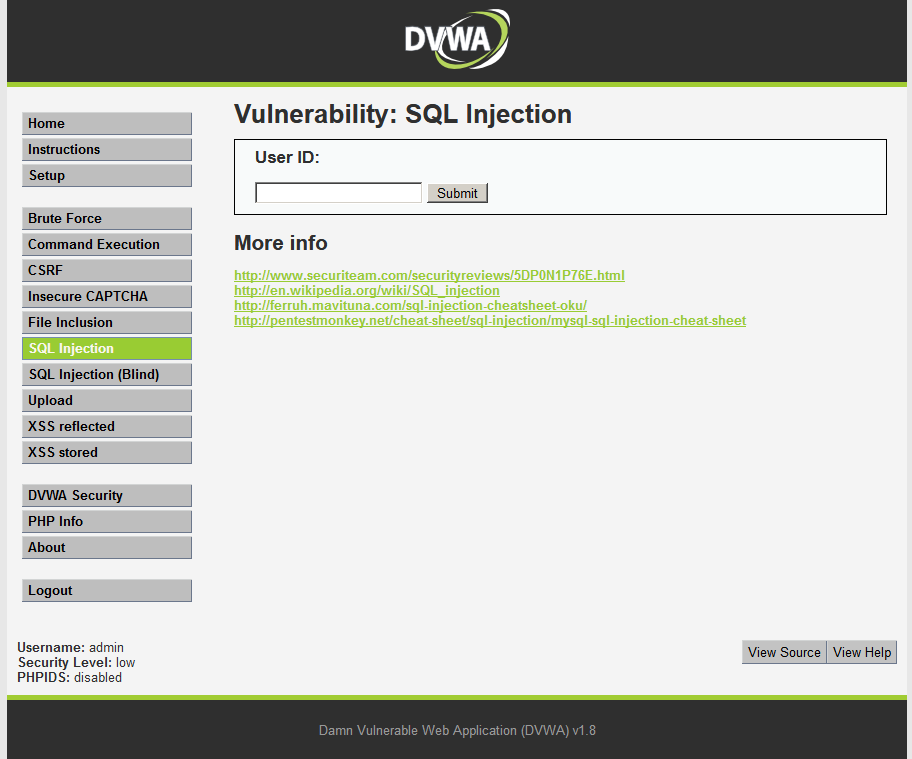 DVWA
Vulnerability: SQL Injection
Home
Instructions
Setup
Brute Force
Command Execution
CSRF
Insecure CAPTCHA
File Inclusion
SQL Injection
SQL Injection (Blind)
Upload
XSS reflected
XSS stored
DVWA Security
PHP Info
About
Logout
User ID:
Submit
More info
http://www.securiteam.com/securityreviews/5DP0N1P76E.html
http://en.wikipedia.org/wiki/SQL_injection
http://ferruh.mavituna.com/sql-injection-cheatsheet-oku/
http://pentestmonkey.net/cheat-sheet/sql-injection/mysql-sql-injection-cheat-sheet
Username: admin
Security Level: low
PHPIDS: disabled
View Source View Help
Damn Vulnerable Web Application (DVWA) v1.8